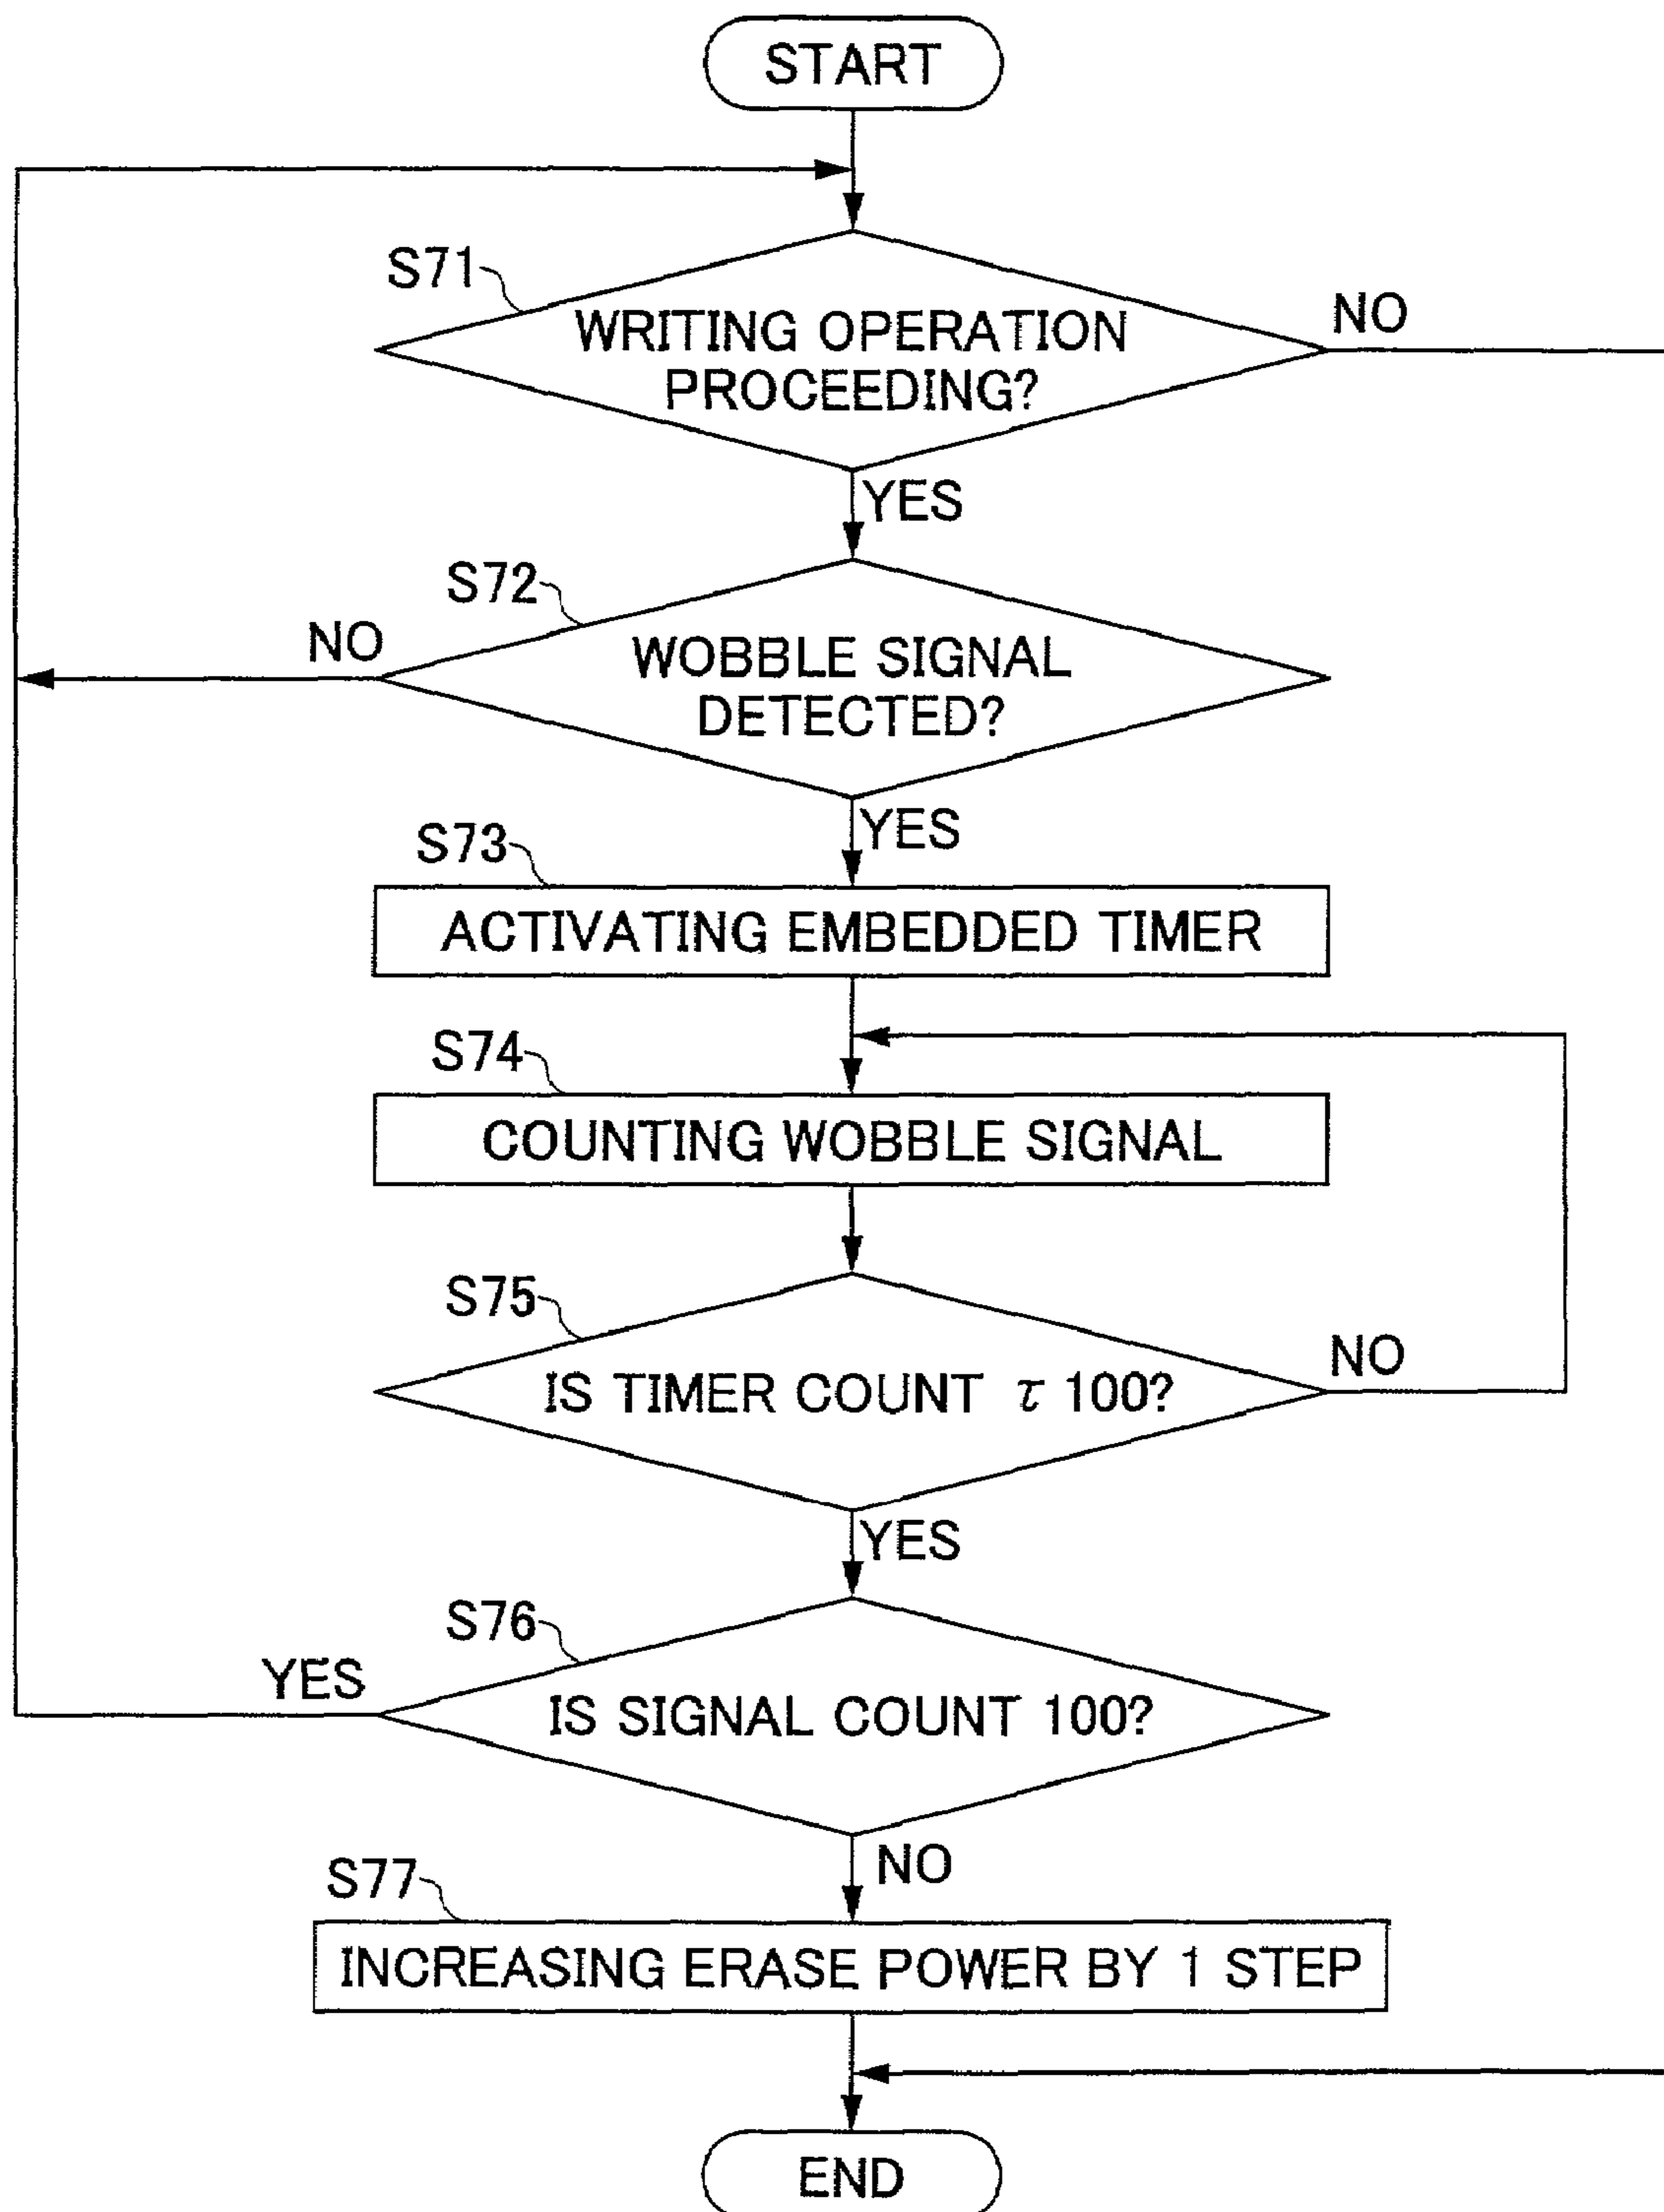 START
S71
WRITING OPERATION
PROCEEDING?
NO
YES
S72
NO
WOBBLE SIGNAL
DETECTED?
YES
S73
ACTIVATING EMBEDDED TIMER
S74
COUNTING WOBBLE SIGNAL
S75
IS TIMER COUNT τ 100?
NO
YES
S76
YES
IS SIGNAL COUNT 100?
NO
S77
INCREASING ERASE POWER BY 1 STEP
END